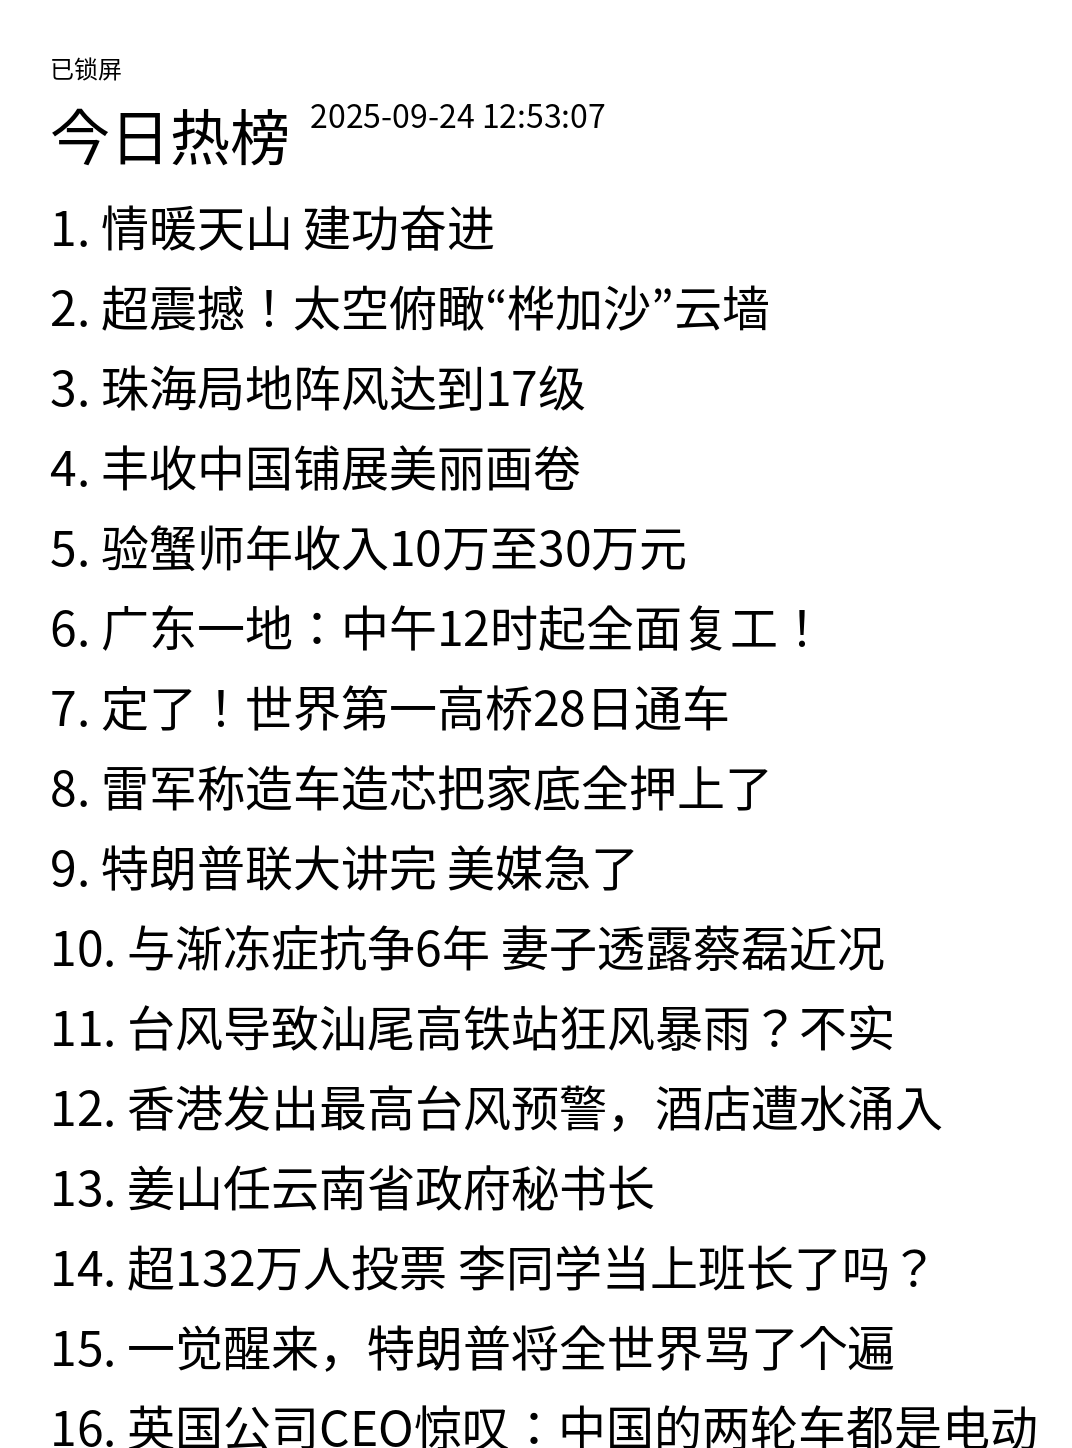 已锁屏
今日热榜 2025-09-24 12:53:07
1. 情暖天山 建功奋进
2. 超震撼！太空俯瞰“桦加沙”云墙
3. 珠海局地阵风达到17级
4. 丰收中国铺展美丽画卷
5. 验蟹师年收入10万至30万元
6. 广东一地：中午12时起全面复工！
7. 定了！世界第一高桥28日通车
8. 雷军称造车造芯把家底全押上了
9. 特朗普联大讲完 美媒急了
10. 与渐冻症抗争6年 妻子透露蔡磊近况
11. 台风导致汕尾高铁站狂风暴雨？不实
12. 香港发出最高台风预警，酒店遭水涌入
13. 姜山任云南省政府秘书长
14. 超132万人投票 李同学当上班长了吗？
15. 一觉醒来，特朗普将全世界骂了个遍
16. 英国公司CEO惊叹：中国的两轮车都是电动